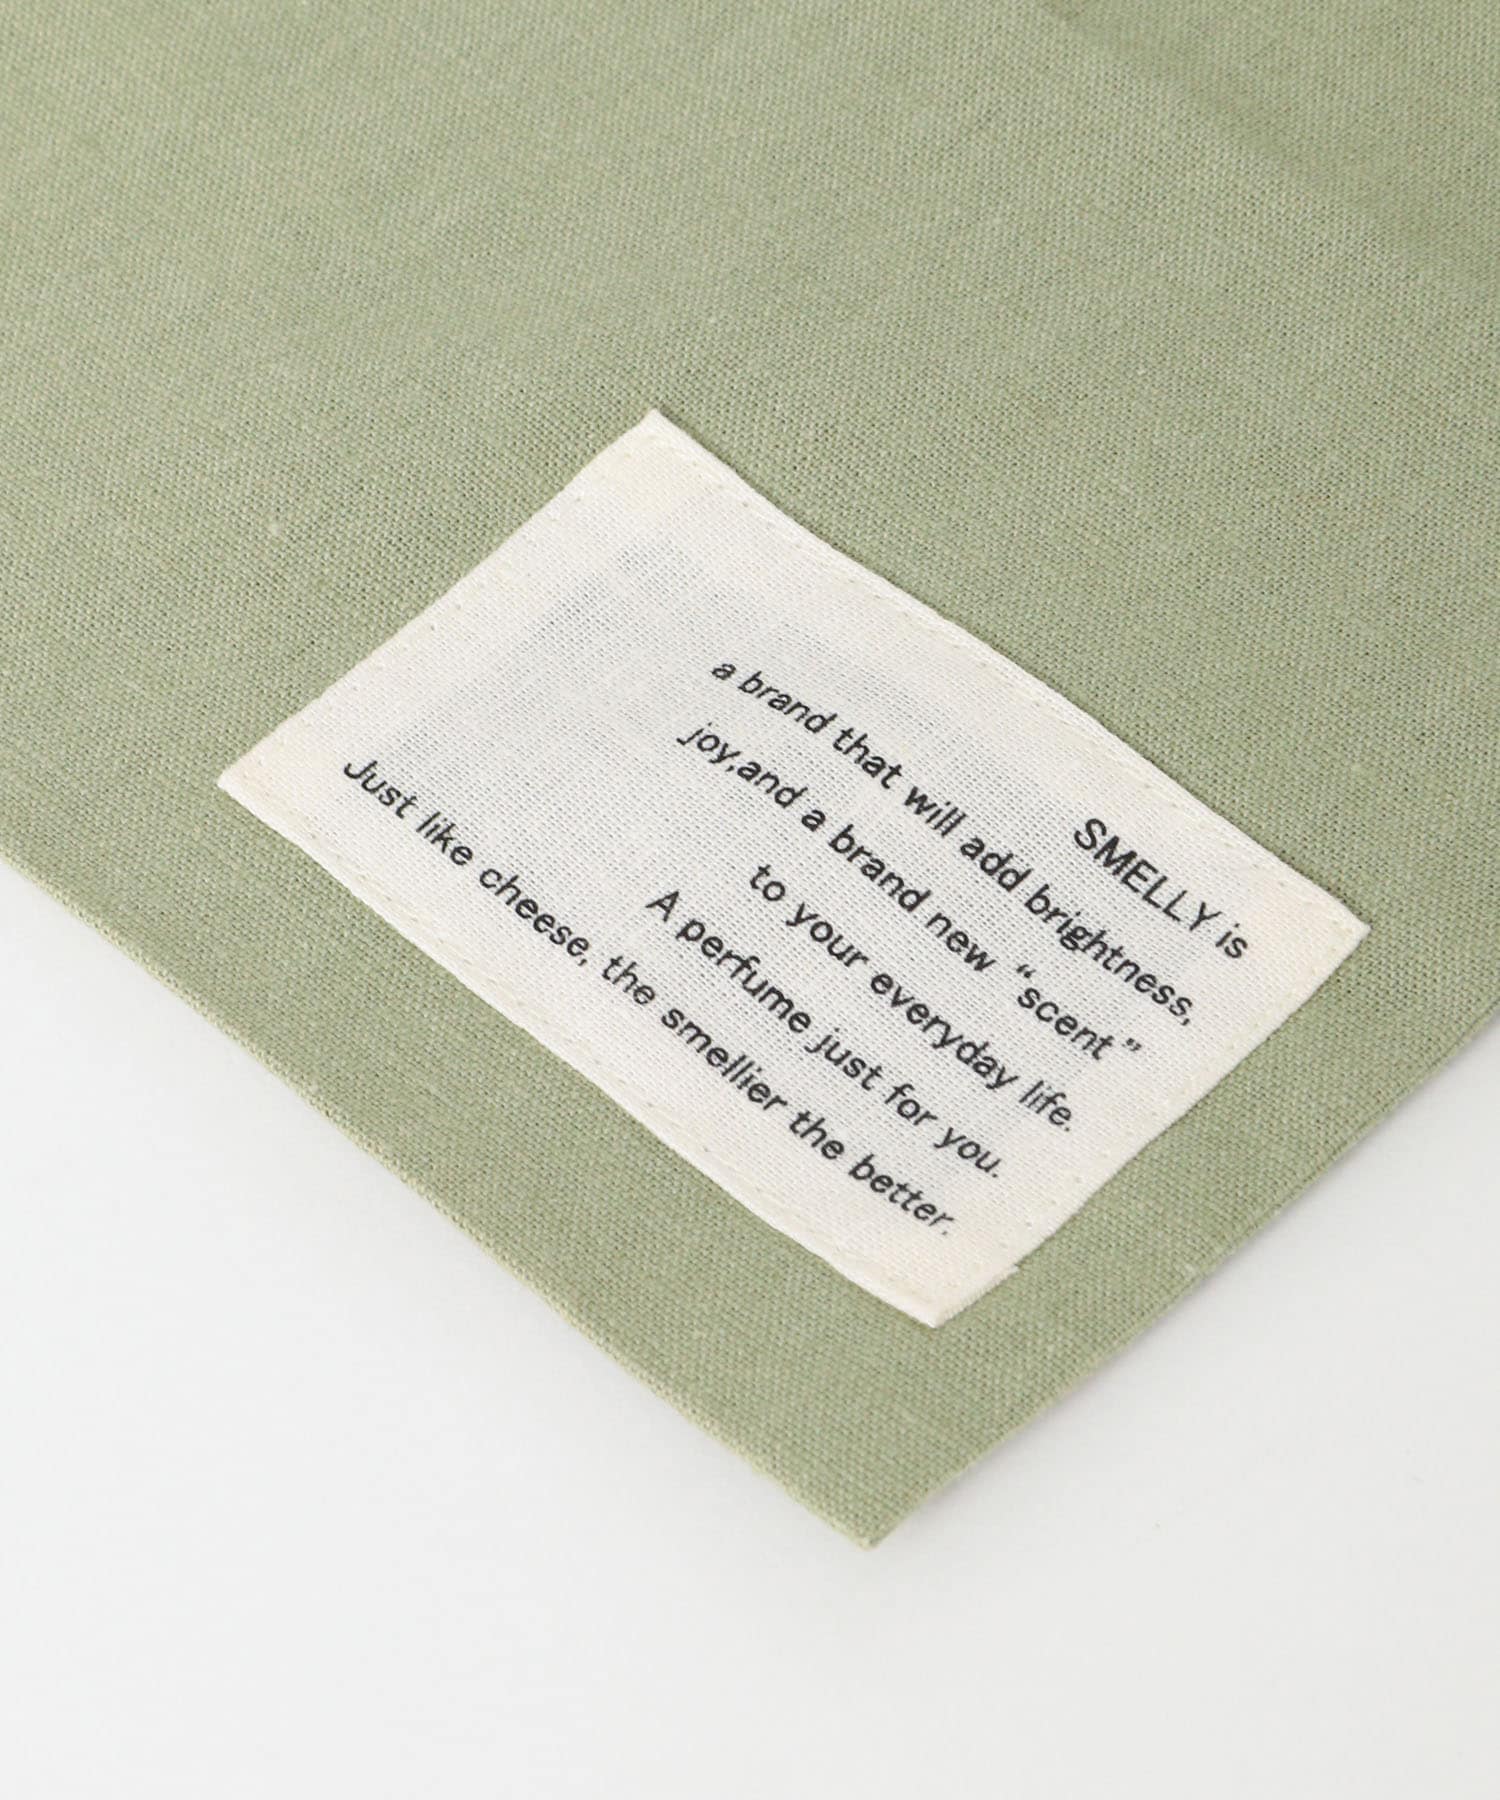 SMELLY is
a brand that will add brightness,
joy,and a brand new “scent”
to your everyday life.
A perfume just for you.
Just like cheese, the smellier the better.